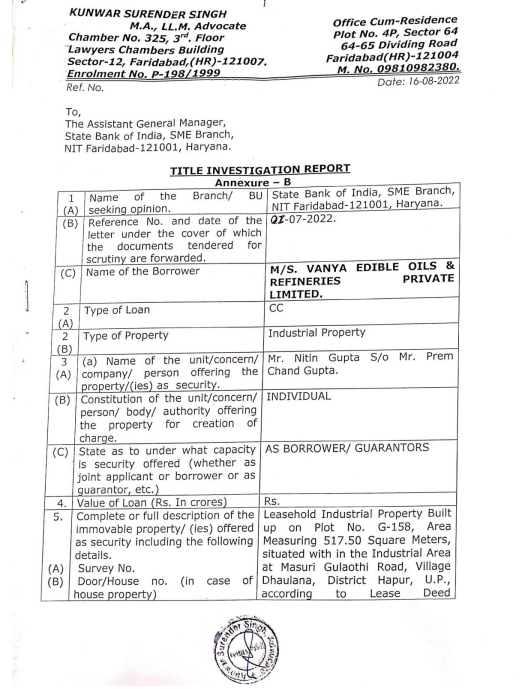 KUNWAR SURENDER SINGH
M.A., LL.M. Advocate
Chamber No. 325, 3rd. Floor
Lawyers Chambers Building
Sector-12, Faridabad,(HR)-121007.
Enrolment No. P-198/1999
Office Cum-Residence
Plot No. 4P, Sector 64
64-65 Dividing Road
Faridabad(HR)-121004
M. No. 09810982380.
Ref. No.
Date: 16-08-2022
To,
The Assistant General Manager,
State Bank of India, SME Branch,
NIT Faridabad-121001, Haryana.
TITLE INVESTIGATION REPORT
Annexure – B
1 (A) Name of the Branch/ BU
seeking opinion.
State Bank of India, SME Branch,
NIT Faridabad-121001, Haryana.
(B) Reference No. and date of the
letter under the cover of which
the documents tendered for
scrutiny are forwarded.
-07-2022.
(C) Name of the Borrower
M/S. VANYA EDIBLE OILS &
REFINERIES PRIVATE
LIMITED.
2 (A) Type of Loan
CC
2 (B) Type of Property
Industrial Property
3 (A) (a) Name of the unit/concern/
company/ person offering the
property/(ies) as security.
Mr. Nitin Gupta S/o Mr. Prem
Chand Gupta.
(B) Constitution of the unit/concern/
person/ body/ authority offering
the property for creation of
charge.
INDIVIDUAL
(C) State as to under what capacity
is security offered (whether as
joint applicant or borrower or as
guarantor, etc.)
AS BORROWER/ GUARANTORS
4. Value of Loan (Rs. In crores)
Rs.
5. Complete or full description of the
immovable property/ (ies) offered
as security including the following
details.
(A) Survey No.
(B) Door/House no. (in case of
house property)
Leasehold Industrial Property Built
up on Plot No. G-158, Area
Measuring 517.50 Square Meters,
situated with in the Industrial Area
at Masuri Gulaothi Road, Village
Dhaulana, District Hapur, U.P.,
according to Lease Deed
Surender Singh